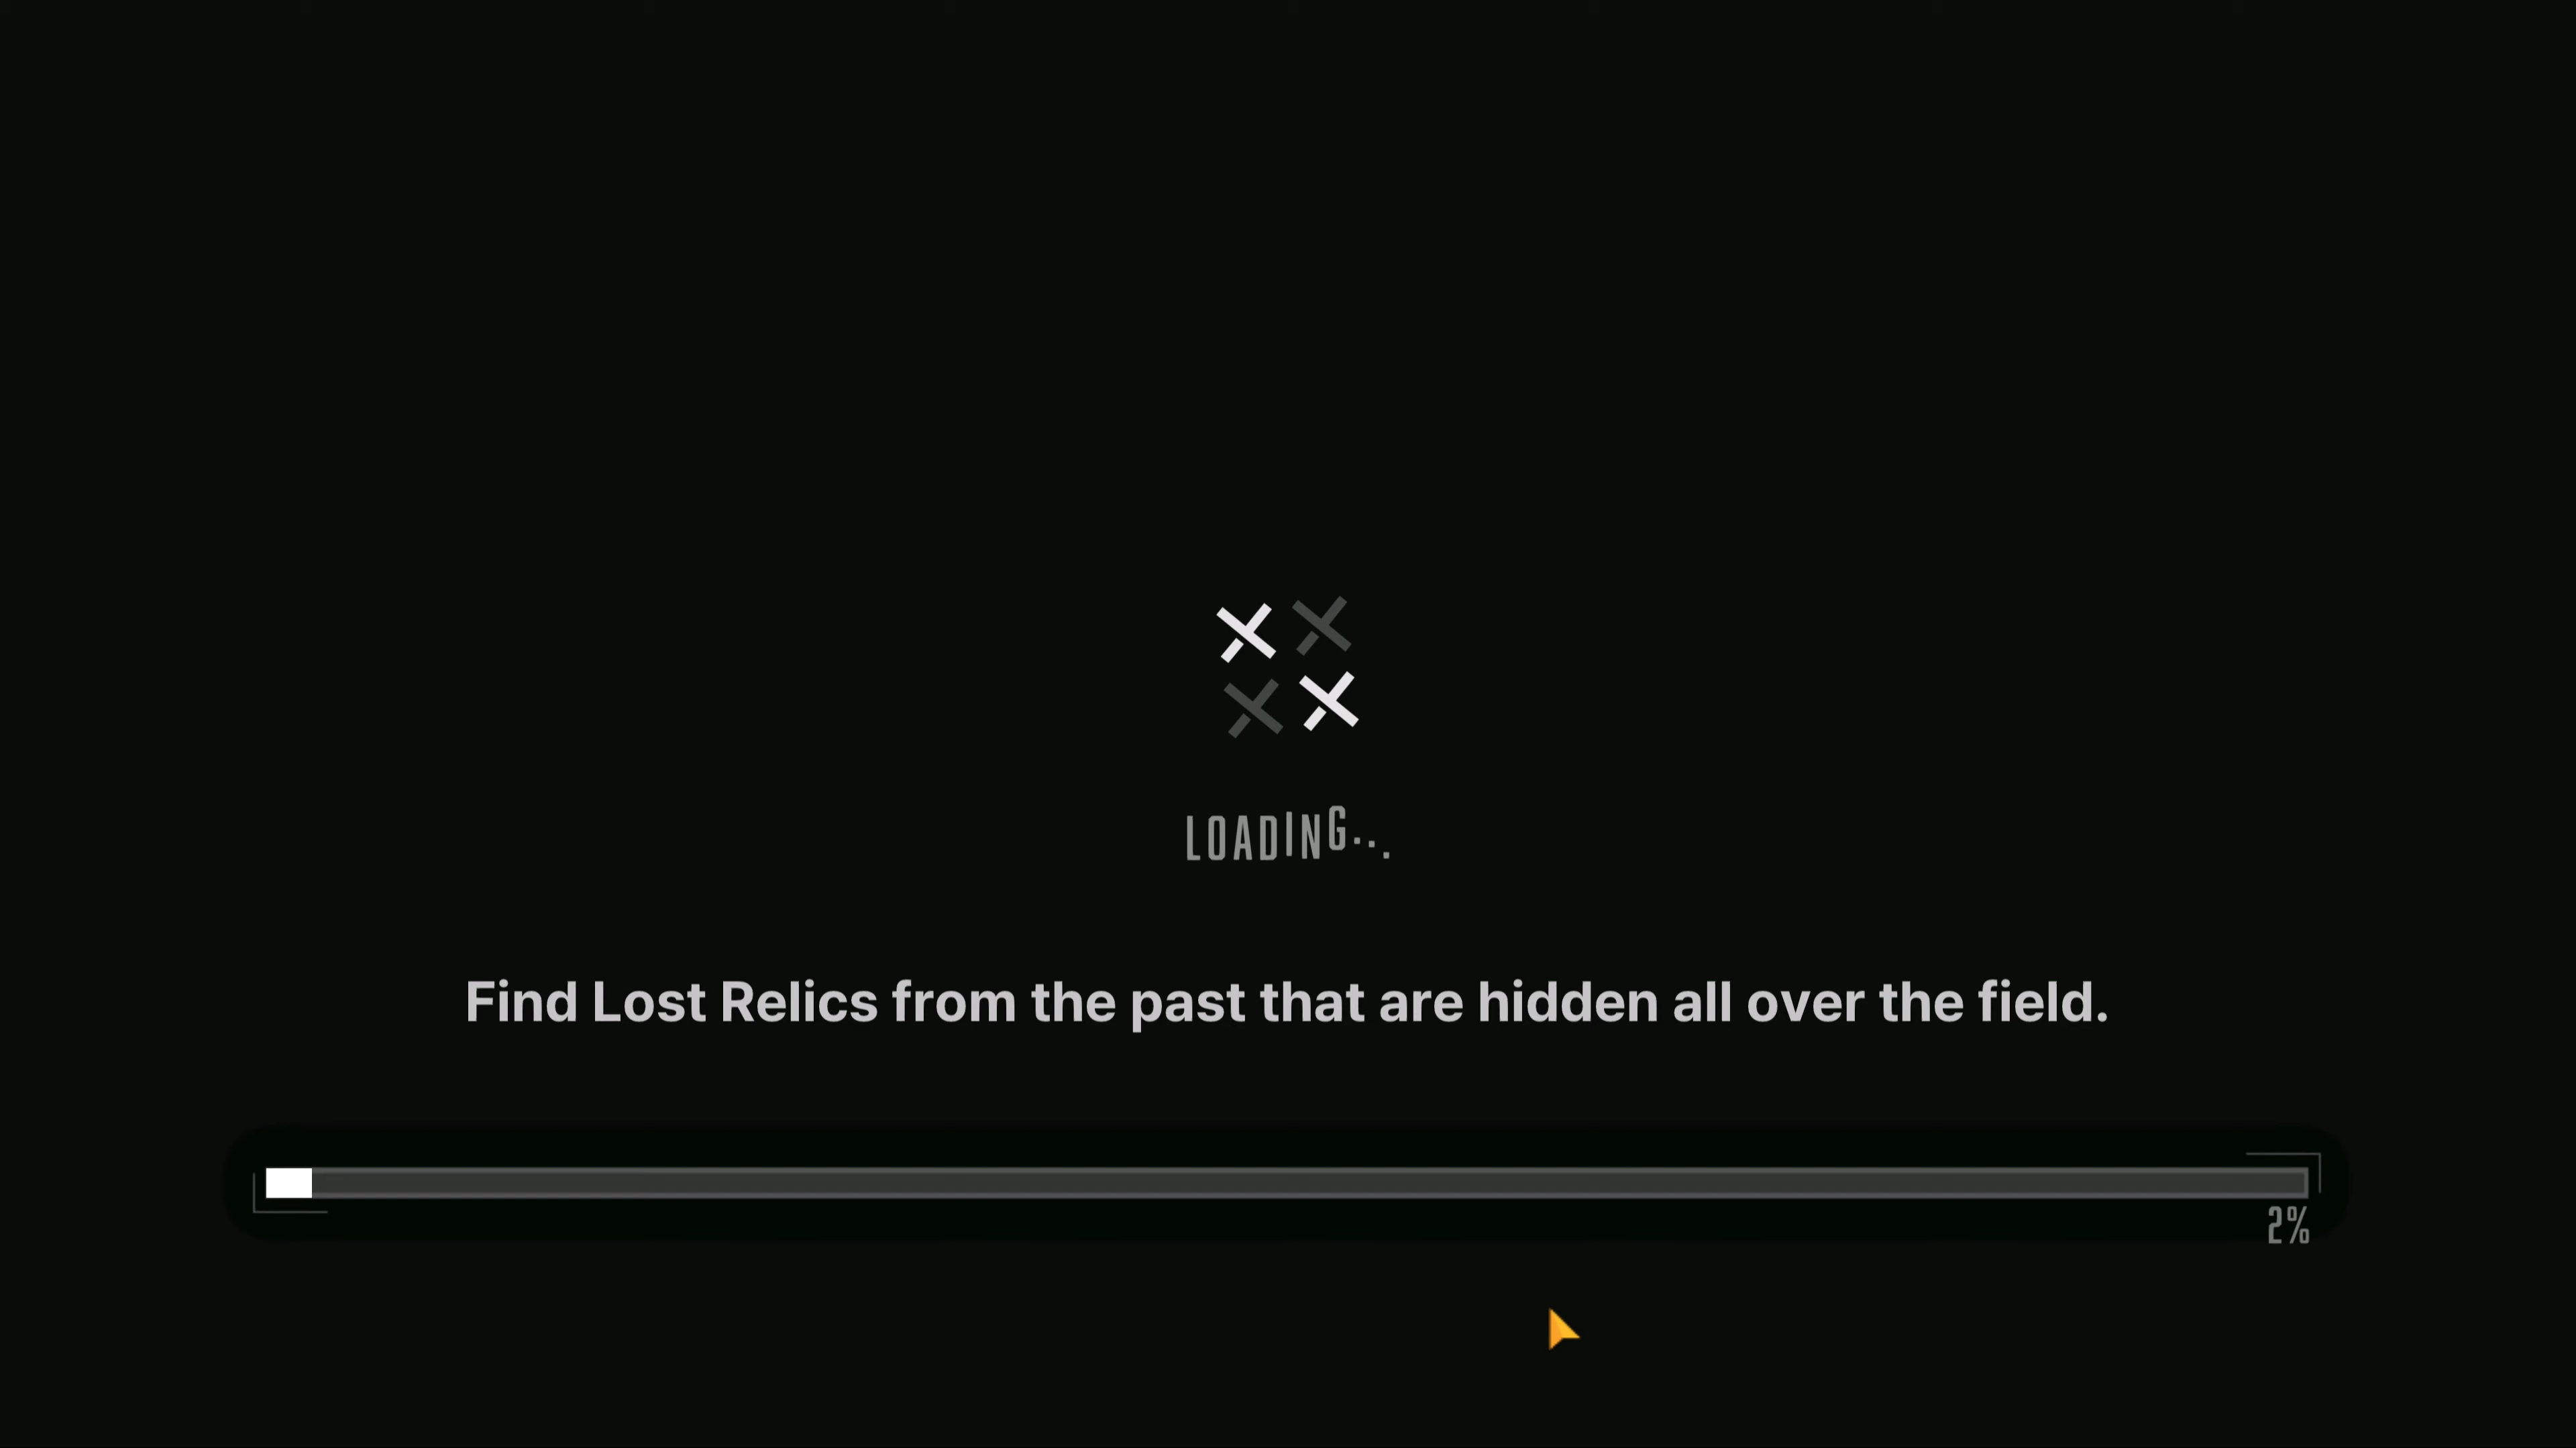 LOADING...
Find Lost Relics from the past that are hidden all over the field.
2%